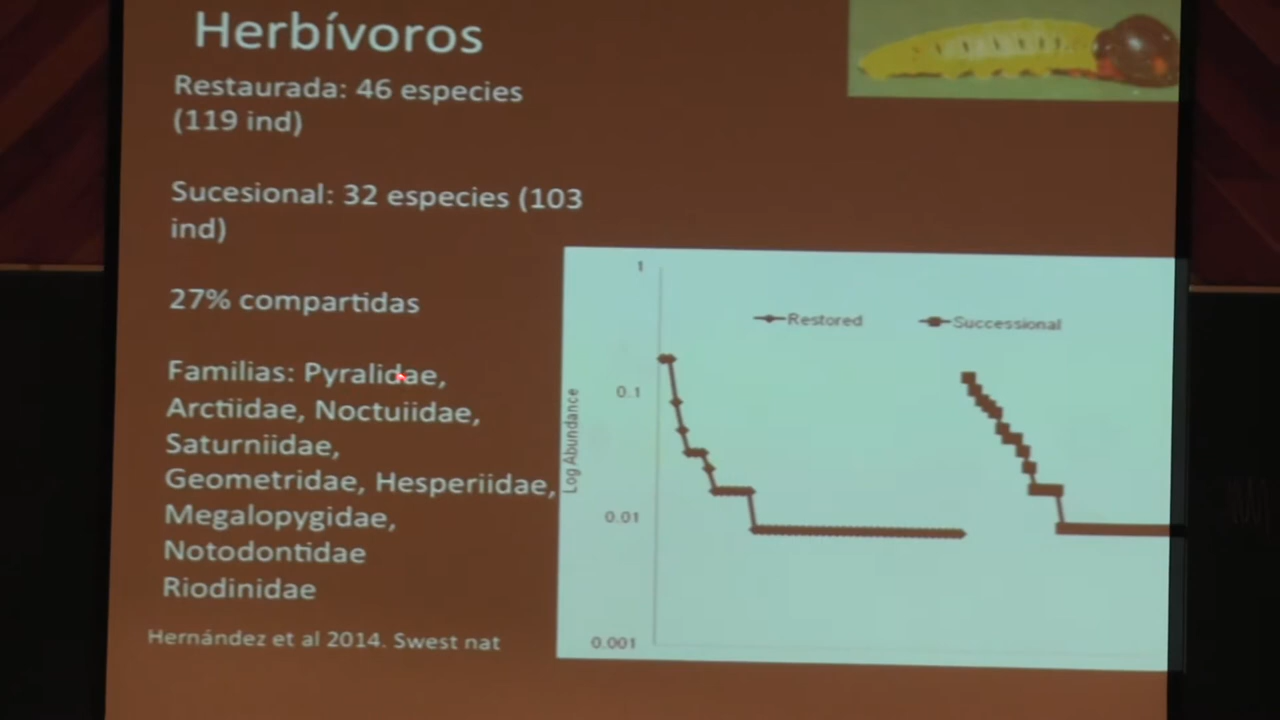 Herbívoros
Restaurada: 46 especies
(119 ind)
Sucesional: 32 especies (103
ind)
27% compartidas
Familias: Pyralidae,
Arctiidae, Noctuiidae,
Saturniidae,
Geometridae, Hesperiidae,
Megalopygidae,
Notodontidae
Riodinidae
Hernández et al 2014. Swest nat
1
Restored
Successional
0.1
Log Abundance
0.01
0.001